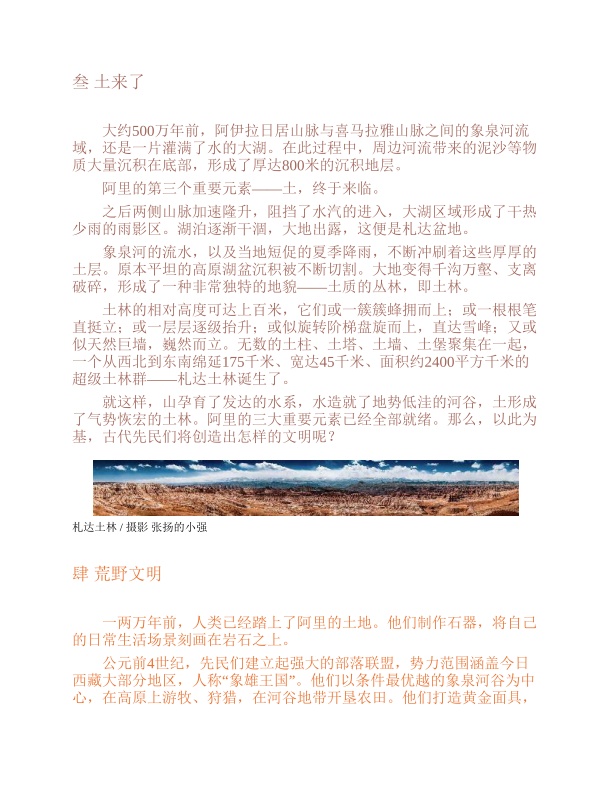 叁 土来了
大约500万年前，阿伊拉日居山脉与喜马拉雅山脉之间的象泉河流
域，还是一片灌满了水的大湖。在此过程中，周边河流带来的泥沙等物
质大量沉积在底部，形成了厚达800米的沉积地层。
阿里的第三个重要元素——土，终于来临。
之后两侧山脉加速隆升，阻挡了水汽的进入，大湖区域形成了干热
少雨的雨影区。湖泊逐渐干涸，大地出露，这便是札达盆地。
象泉河的流水，以及当地短促的夏季降雨，不断冲刷着这些厚厚的
土层。原本平坦的高原湖盆沉积被不断切割。大地变得千沟万壑、支离
破碎，形成了一种非常独特的地貌——土质的丛林，即土林。
土林的相对高度可达上百米，它们或一簇簇蜂拥而上；或一根根笔
直挺立；或一层层逐级抬升；或似旋转阶梯盘旋而上，直达雪峰；又或
似天然巨墙，巍然而立。无数的土柱、土塔、土墙、土堡聚集在一起，
一个从西北到东南绵延175千米、宽达45千米、面积约2400平方千米的
超级土林群——札达土林诞生了。
就这样，山孕育了发达的水系，水造就了地势低洼的河谷，土形成
了气势恢宏的土林。阿里的三大重要元素已经全部就绪。那么，以此为
基，古代先民们将创造出怎样的文明呢？
札达土林 / 摄影 张扬的小强
肆 荒野文明
一两万年前，人类已经踏上了阿里的土地。他们制作石器，将自己
的日常生活场景刻画在岩石之上。
公元前4世纪，先民们建立起强大的部落联盟，势力范围涵盖今日
西藏大部分地区，人称“象雄王国”。他们以条件最优越的象泉河谷为中
心，在高原上游牧、狩猎，在河谷地带开垦农田。他们打造黄金面具，